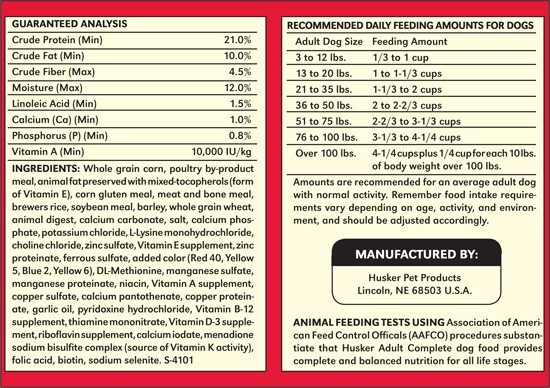 GUARANTEED ANALYSIS
Crude Protein (Min) 21.0%
Crude Fat (Min) 10.0%
Crude Fiber (Max) 4.5%
Moisture (Max) 12.0%
Linoleic Acid (Min) 1.5%
Calcium (Ca) (Min) 1.0%
Phosphorus (P) (Min) 0.8%
Vitamin A (Min) 10,000 IU/kg
INGREDIENTS: Whole grain corn, poultry by-product
meal, animal fat preserved with mixed-tocopherols (form
of Vitamin E), corn gluten meal, meat and bone meal,
brewers rice, soybean meal, barley, whole grain wheat,
animal digest, calcium carbonate, salt, calcium phos-
phate, potassium chloride, L-Lysine monohydrochloride,
choline chloride, zinc sulfate, Vitamin E supplement, zinc
proteinate, ferrous sulfate, added color (Red 40, Yellow
5, Blue 2, Yellow 6), DL-Methionine, manganese sulfate,
manganese proteinate, niacin, Vitamin A supplement,
copper sulfate, calcium pantothenate, copper protein-
ate, garlic oil, pyridoxine hydrochloride, Vitamin B-12
supplement, thiamine mononitrate, Vitamin D-3 supple-
ment, riboflavin supplement, calcium iodate, menadione
sodium bisulfite complex (source of Vitamin K activity),
folic acid, biotin, sodium selenite. S-4101
RECOMMENDED DAILY FEEDING AMOUNTS FOR DOGS
Adult Dog Size Feeding Amount
3 to 12 lbs. 1/3 to 1 cup
13 to 20 lbs. 1 to 1-1/3 cups
21 to 35 lbs. 1-1/3 to 2 cups
36 to 50 lbs. 2 to 2-2/3 cups
51 to 75 lbs. 2-2/3 to 3-1/3 cups
76 to 100 lbs. 3-1/3 to 4-1/4 cups
Over 100 lbs. 4-1/4 cups plus 1/4 cup for each 10 lbs.
of body weight over 100 lbs.
Amounts are recommended for an average adult dog
with normal activity. Remember food intake require-
ments vary depending on age, activity, and environ-
ment, and should be adjusted accordingly.
MANUFACTURED BY:
Husker Pet Products
Lincoln, NE 68503 U.S.A.
ANIMAL FEEDING TESTS USING Association of Ameri-
can Feed Control Officals (AAFCO) procedures substan-
tiate that Husker Adult Complete dog food provides
complete and balanced nutrition for all life stages.